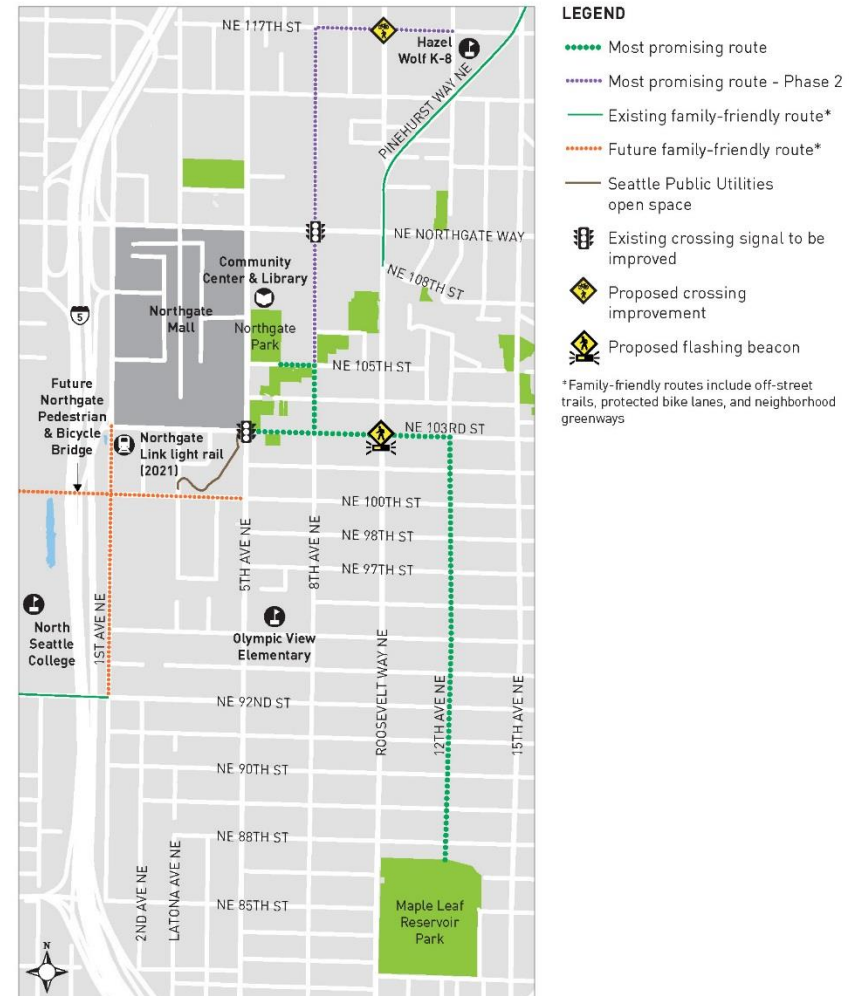 NE 117TH ST
Hazel
Wolf K-8
PINEHURST WAY NE
NE NORTHGATE WAY
Community
Center & Library
NE 108TH ST
5
Northgate
Mall
Northgate
Park
Future
Northgate
Pedestrian
& Bicycle
Bridge
NE 105TH ST
NE 103RD ST
Northgate
Link light rail
(2021)
NE 100TH ST
NE 98TH ST
NE 97TH ST
5TH AVE NE
8TH AVE NE
North
Seattle
College
1ST AVE NE
Olympic View
Elementary
ROOSEVELT WAY NE
12TH AVE NE
15TH AVE NE
NE 92ND ST
NE 90TH ST
NE 88TH ST
2ND AVE NE
LATONA AVE NE
NE 85TH ST
Maple Leaf
Reservoir
Park
N
LEGEND
Most promising route
Most promising route - Phase 2
Existing family-friendly route*
Future family-friendly route*
Seattle Public Utilities
open space
Existing crossing signal to be
improved
Proposed crossing
improvement
Proposed flashing beacon
*Family-friendly routes include off-street
trails, protected bike lanes, and neighborhood
greenways